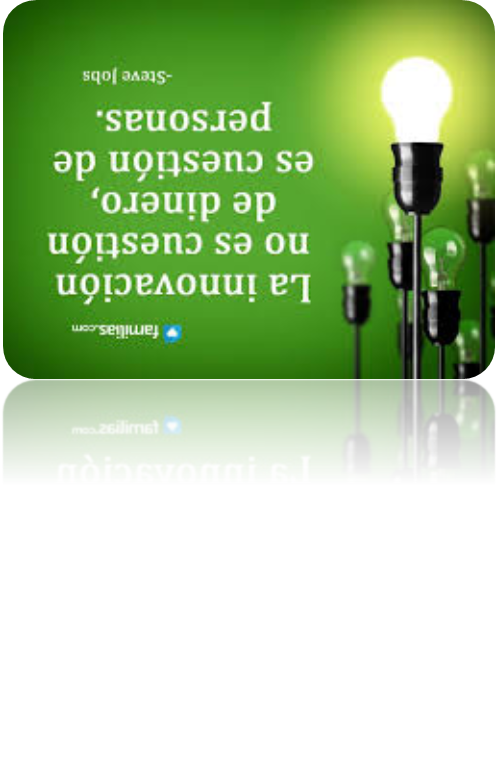 familias.com
La innovación
no es cuestión
de dinero,
es cuestión de
personas.
-Steve Jobs